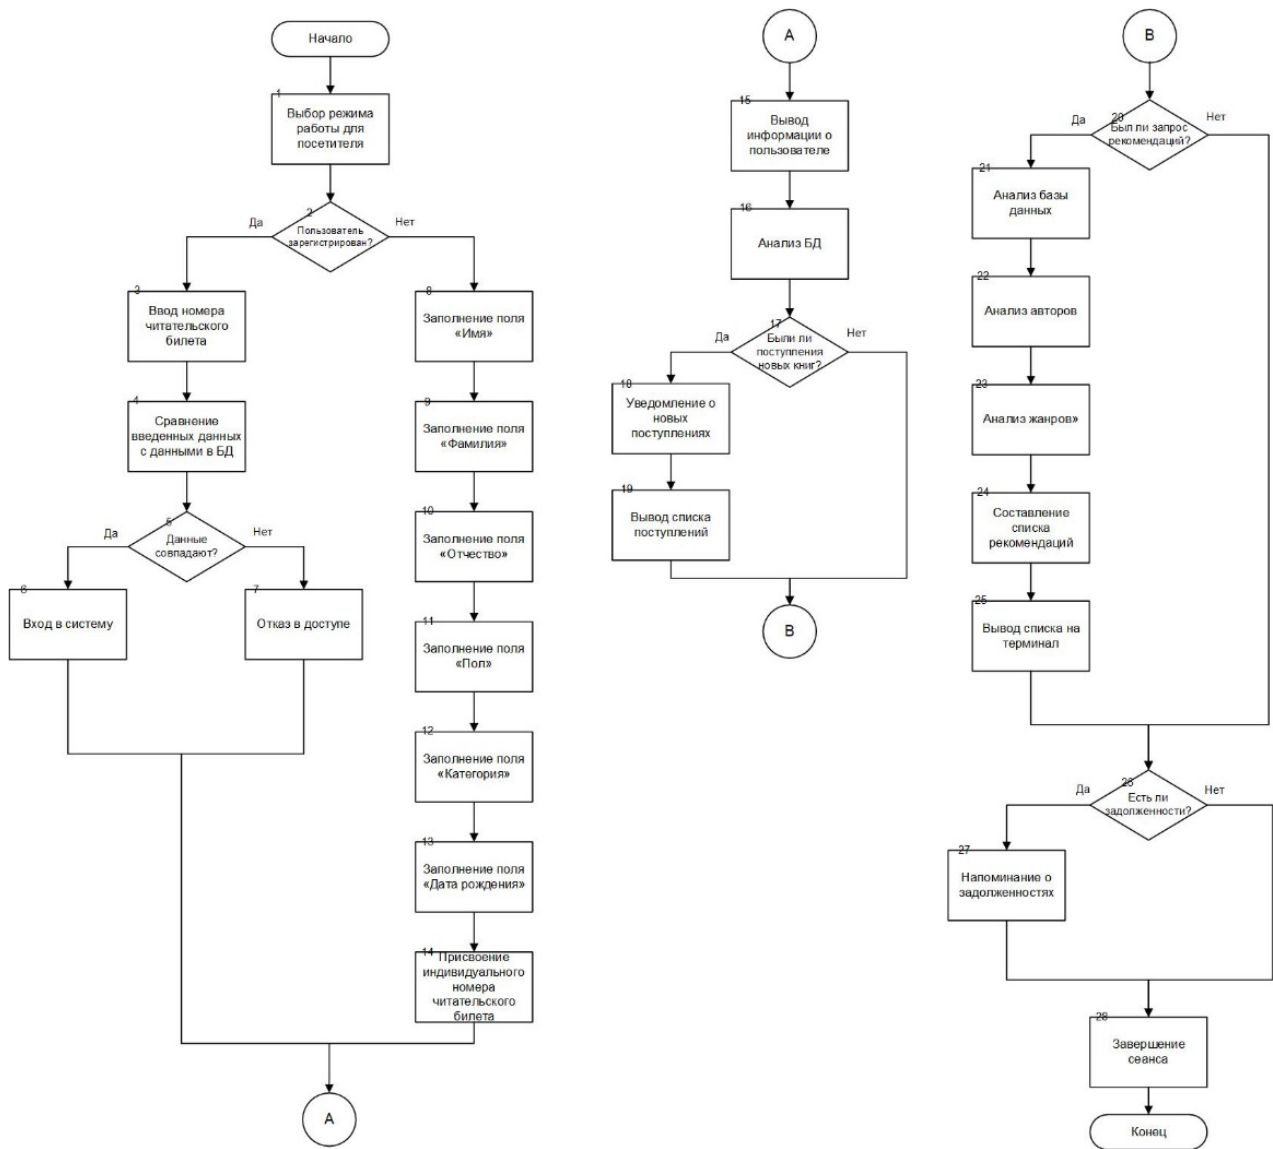 Начало
1
Выбор режима
работы для
посетителя
2
Да
Нет
Пользователь
зарегистрирован?
3
Ввод номера
читательского
билета
4
Сравнение
введенных данных
с данными в БД
5
Да
Нет
Данные
совпадают?
6
Вход в систему
7
Отказ в доступе
8
Заполнение поля
«Имя»
9
Заполнение поля
«Фамилия»
10
Заполнение поля
«Отчество»
11
Заполнение поля
«Пол»
12
Заполнение поля
«Категория»
13
Заполнение поля
«Дата рождения»
14
Присвоение
индивидуального
номера
читательского
билета
A
A
15
Вывод
информации о
пользователе
16
Анализ БД
17
Да
Нет
Были ли
поступления
новых книг?
18
Уведомление о
новых
поступлениях
19
Вывод списка
поступлений
B
B
20
Да
Нет
Был ли запрос
рекомендаций?
21
Анализ базы
данных
22
Анализ авторов
23
Анализ жанров»
24
Составление
списка
рекомендаций
25
Вывод списка на
терминал
26
Да
Нет
Есть ли
задолженности?
27
Напоминание о
задолженностях
28
Завершение
сеанса
Конец